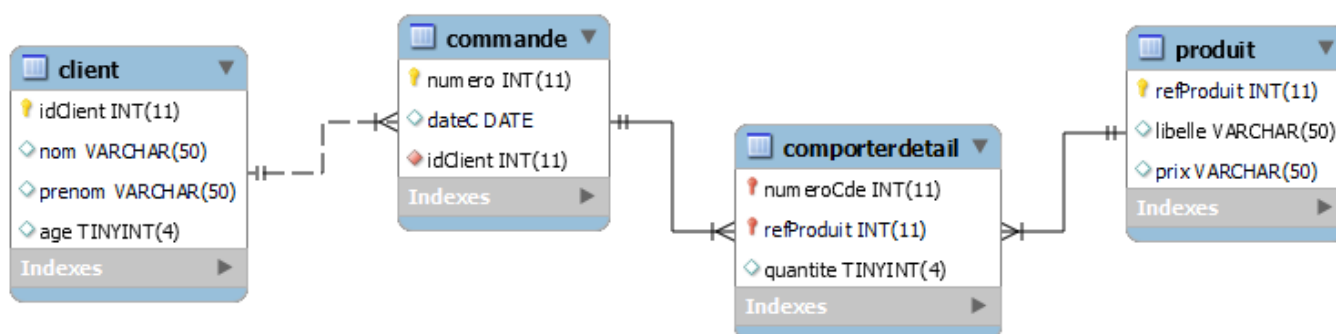 client
idClient INT(11)
nom VARCHAR(50)
prenom VARCHAR(50)
age TINYINT(4)
Indexes
commande
numero INT(11)
dateC DATE
idClient INT(11)
Indexes
comporterdetail
numeroCde INT(11)
refProduit INT(11)
quantite TINYINT(4)
Indexes
produit
refProduit INT(11)
libelle VARCHAR(50)
prix VARCHAR(50)
Indexes